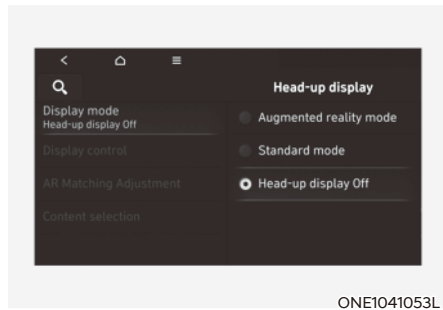 Head-up display
Display mode
Head-up display Off
Display control
AR Matching Adjustment
Content selection
Augmented reality mode
Standard mode
Head-up display Off
ONE1041053L